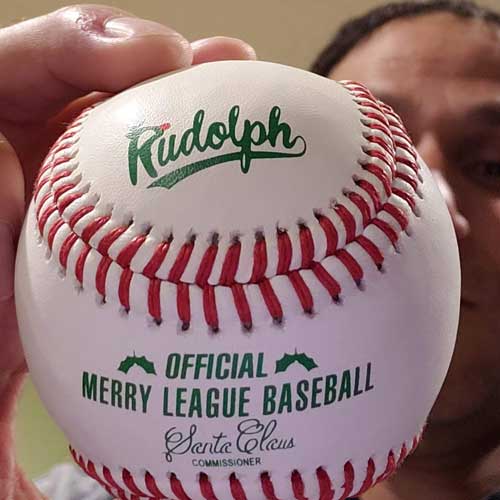 Rudolph
OFFICIAL
MERRY LEAGUE BASEBALL
Santa Claus
COMMISSIONER